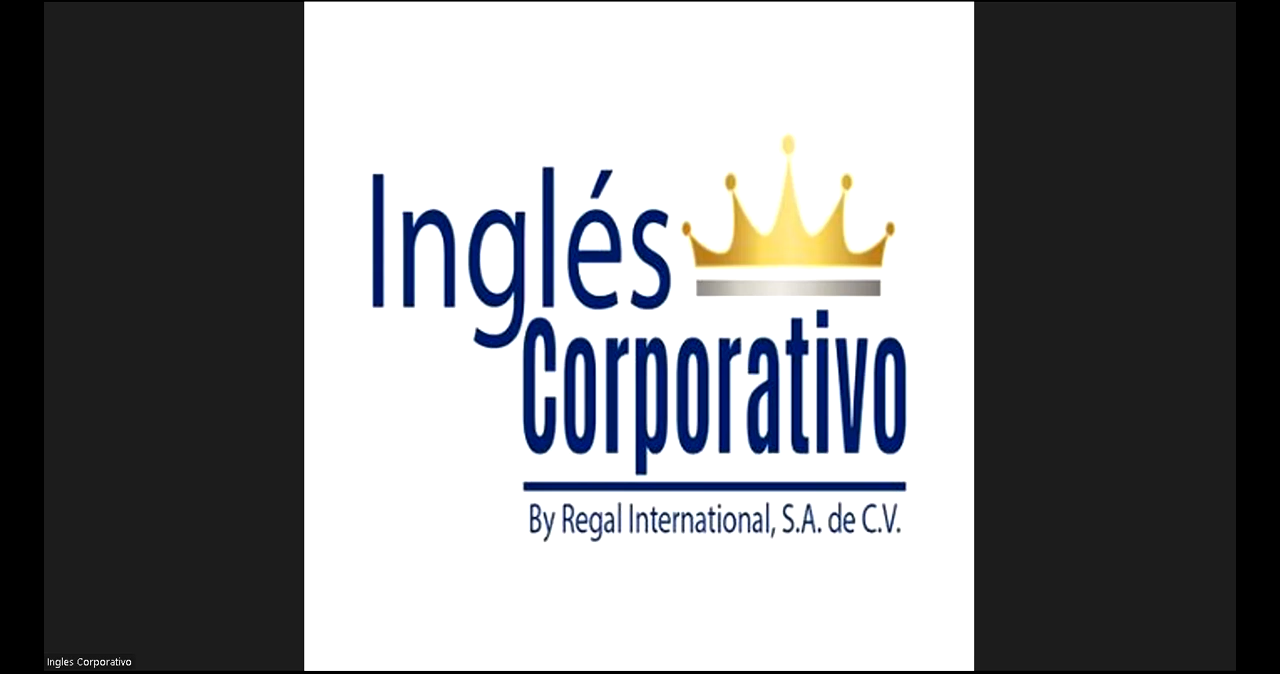 Inglés
Corporativo
By Regal International, S.A. de C.V.
Ingles Corporativo